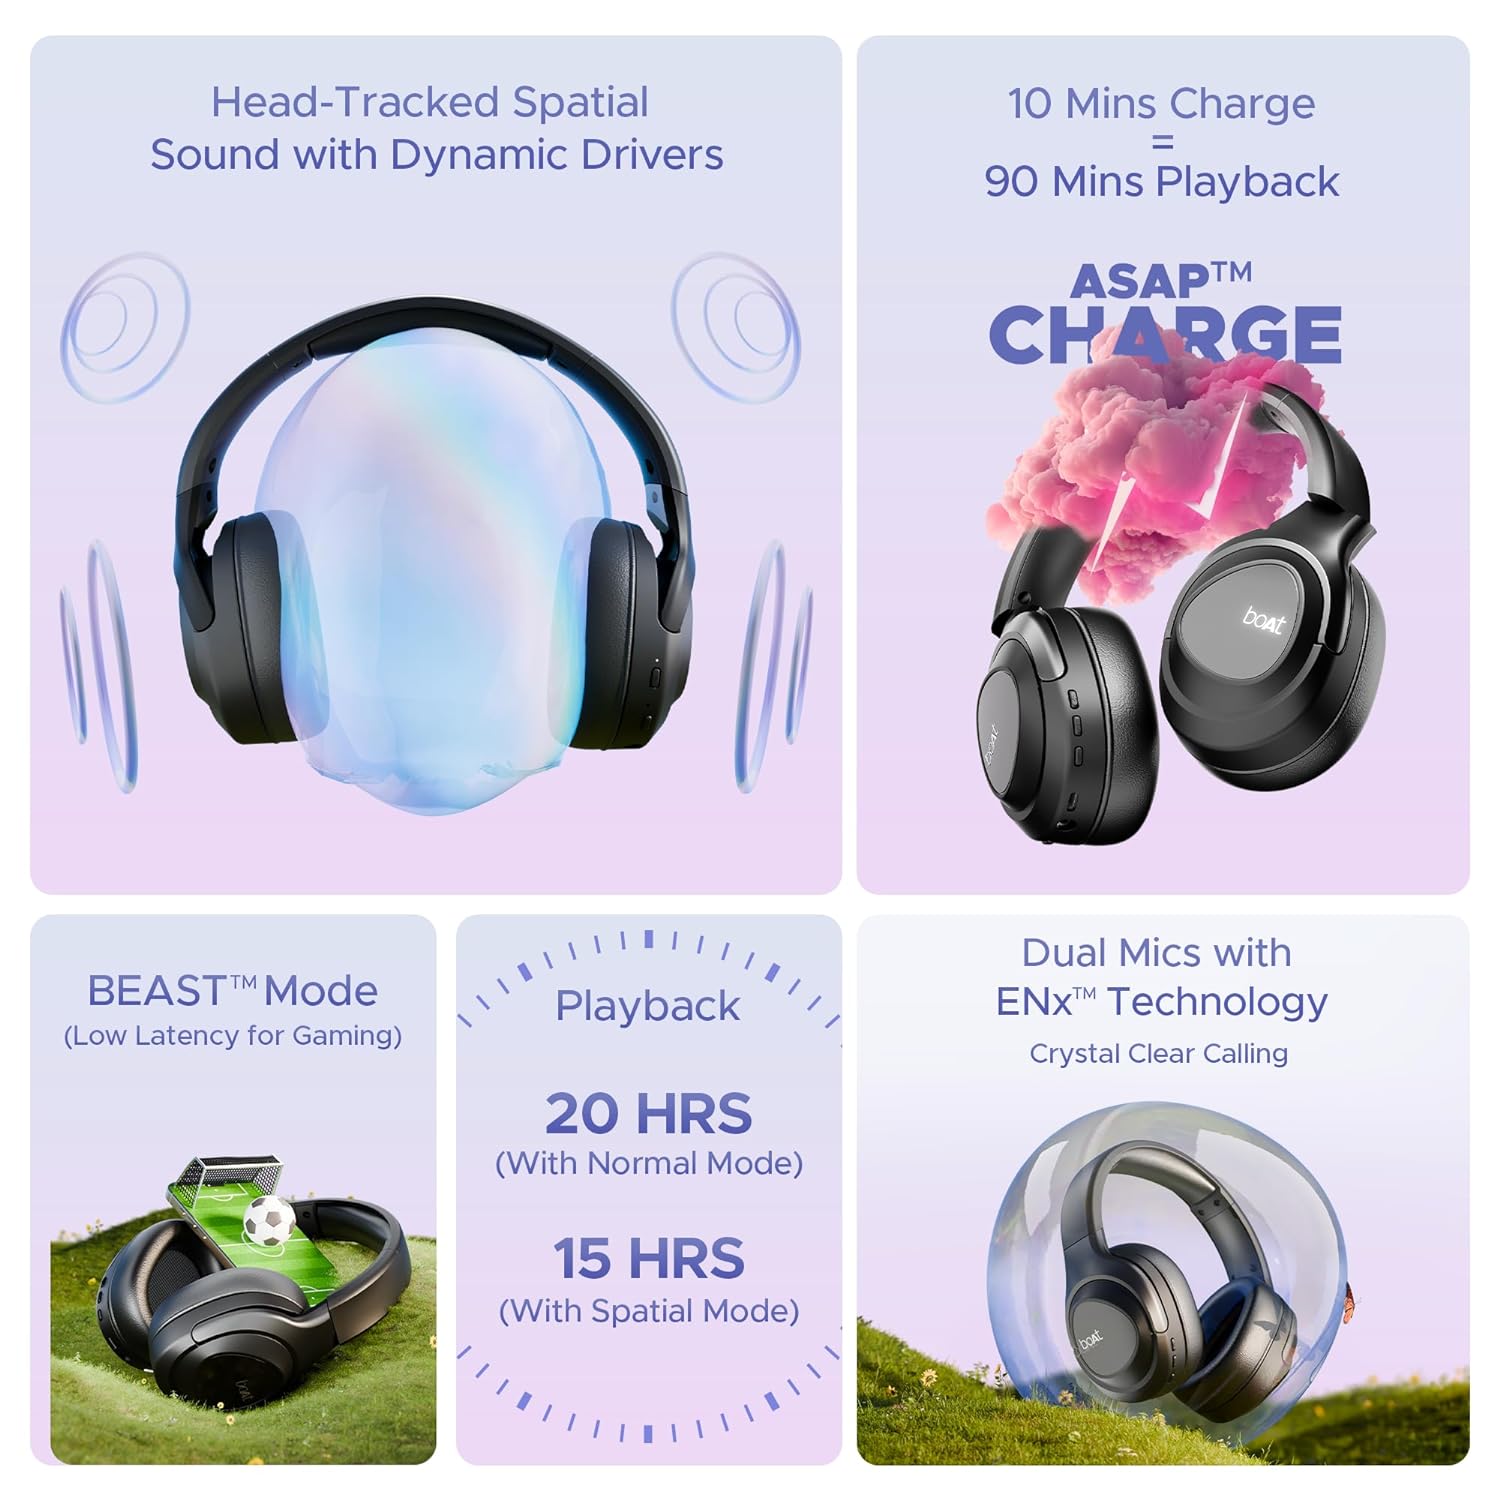 Head-Tracked Spatial
Sound with Dynamic Drivers
10 Mins Charge
=
90 Mins Playback
ASAP™
CHARGE
boAt
boAt
BEAST™ Mode
(Low Latency for Gaming)
boAt
Playback
20 HRS
(With Normal Mode)
15 HRS
(With Spatial Mode)
Dual Mics with
ENx™ Technology
Crystal Clear Calling
boAt